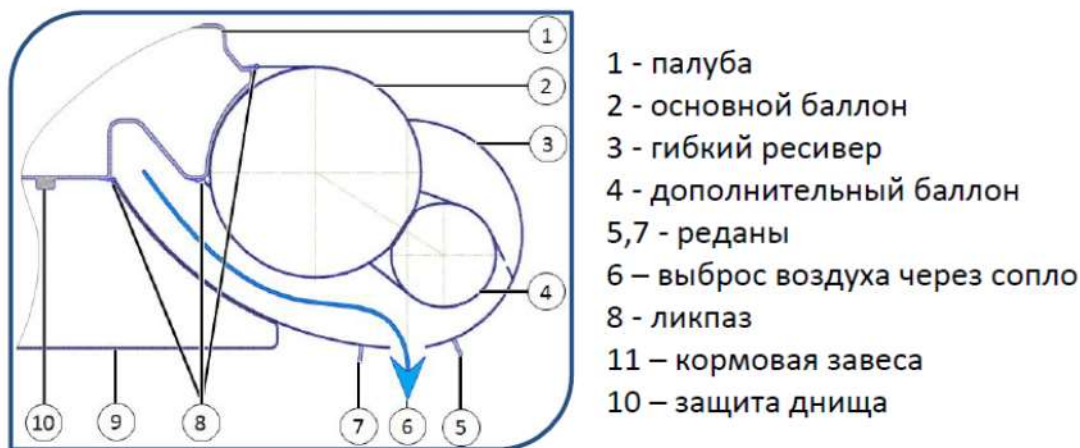 1
2
3
4
10
9
8
7
6
5
1 - палуба
2 - основной баллон
3 - гибкий ресивер
4 - дополнительный баллон
5,7 - реданы
6 – выброс воздуха через сопло
8 - ликпаз
11 – кормовая завеса
10 – защита днища